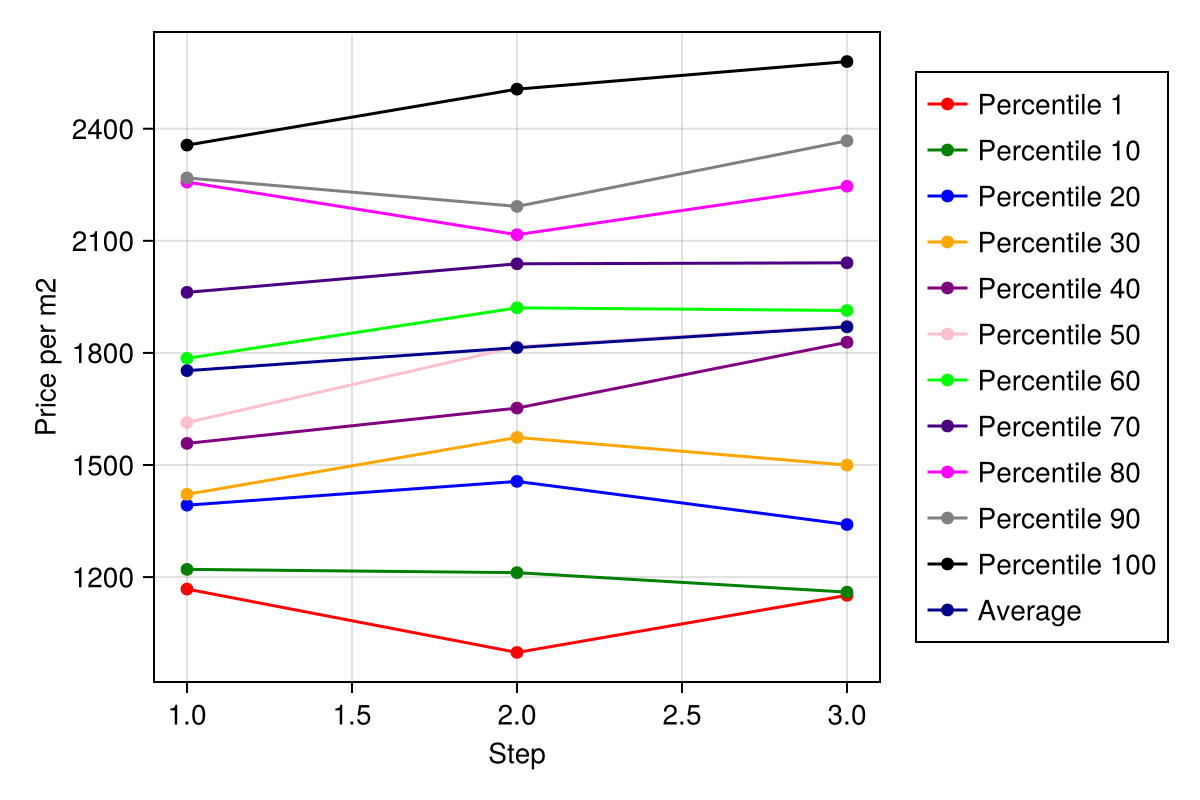 2400
2100
1800
1500
1200
Price per m2
1.0 1.5 2.0 2.5 3.0
Step
Percentile 1
Percentile 10
Percentile 20
Percentile 30
Percentile 40
Percentile 50
Percentile 60
Percentile 70
Percentile 80
Percentile 90
Percentile 100
Average